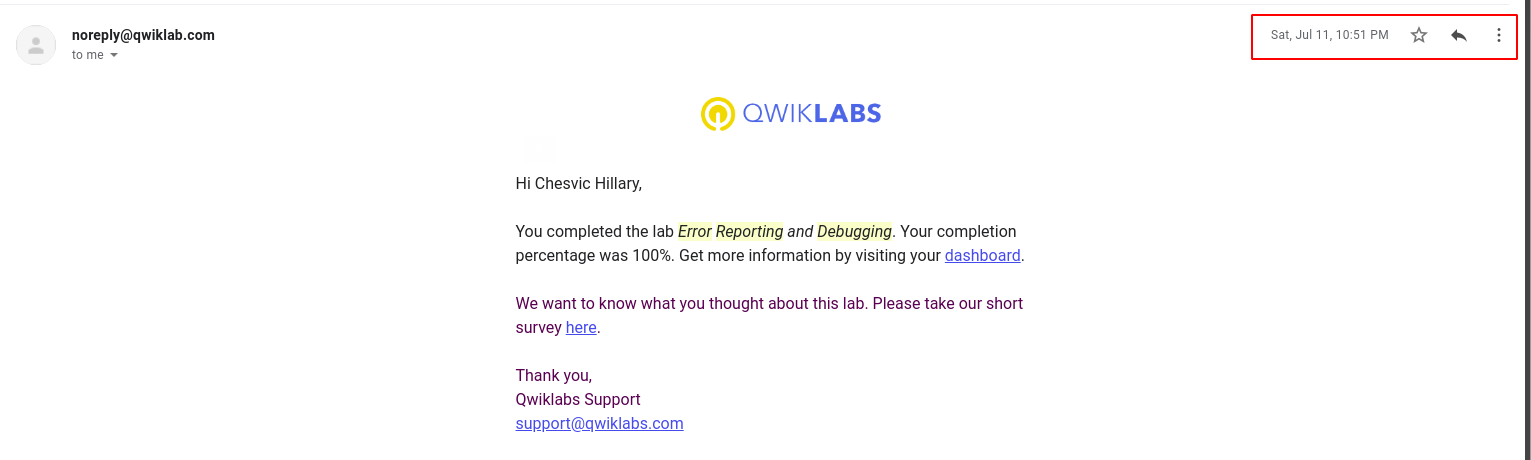 noreply@qwiklab.com
Sat, Jul 11, 10:51 PM
to me
QWIKLABS
Hi Chesvic Hillary,
You completed the lab Error Reporting and Debugging. Your completion
percentage was 100%. Get more information by visiting your dashboard.
We want to know what you thought about this lab. Please take our short
survey here.
Thank you,
Qwiklabs Support
support@qwiklabs.com